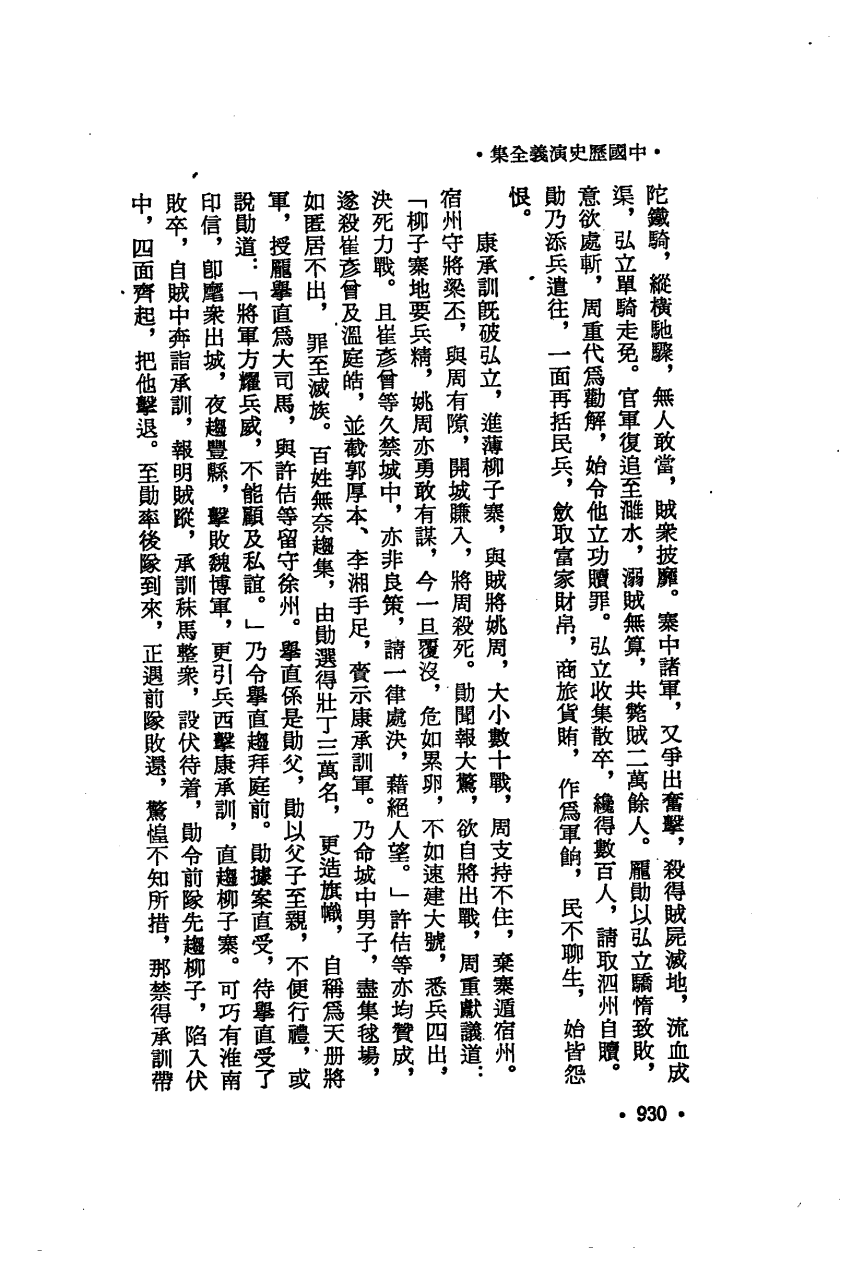 •中國歷史演義全集•
陀鐵騎，縱橫馳驟，無人敢當，賊衆披靡。寨中諸軍，又爭出奮擊，殺得賊屍滅地，流血成
渠，弘立單騎走免。官軍復追至濉水，溺賊無算，共斃賊二萬餘人。龎勛以弘立驕惰致敗，
意欲處斬，周重代爲勸解，始令他立功贖罪。弘立收集散卒，纔得數百人，請取泗州自贖。
勛乃添兵遣往，一面再括民兵，斂取富家財帛，商旅貨賄，作爲軍餉，民不聊生，始皆怨
恨。
康承訓旣破弘立，進薄柳子寨，與賊將姚周，大小數十戰，周支持不住，棄寨遁宿州。
宿州守將梁丕，與周有隙，開城賺入，將周殺死。勛聞報大驚，欲自將出戰，周重獻議道：
「柳子寨地要兵精，姚周亦勇敢有謀，今一旦覆沒，危如累卵，不如速建大號，悉兵四出，
決死力戰。且崔彥曾等久禁城中，亦非良策，請一律處決，藉絕人望。」許佶等亦均贊成，
遂殺崔彥曾及溫庭皓，並截郭厚本、李湘手足，齎示康承訓軍。乃命城中男子，盡集毬場，
如匿居不出，罪至滅族。百姓無奈趨集，由勛選得壯丁三萬名，更造旗幟，自稱爲天册將
軍，授龎舉直爲大司馬，與許佶等留守徐州。舉直係是勛父，勛以父子至親，不便行禮，或
說勛道：「將軍方耀兵威，不能顧及私誼。」乃令舉直趨拜庭前。勛據案直受，待舉直受了
印信，卽麾衆出城，夜趨豐縣，擊敗魏博軍，更引兵西擊康承訓，直趨柳子寨。可巧有淮南
敗卒，自賊中奔詣承訓，報明賊蹤，承訓秣馬整衆，設伏待着，勛令前隊先趨柳子，陷入伏
中，四面齊起，把他擊退。至勛率後隊到來，正遇前隊敗還，驚惶不知所措，那禁得承訓帶
•930•